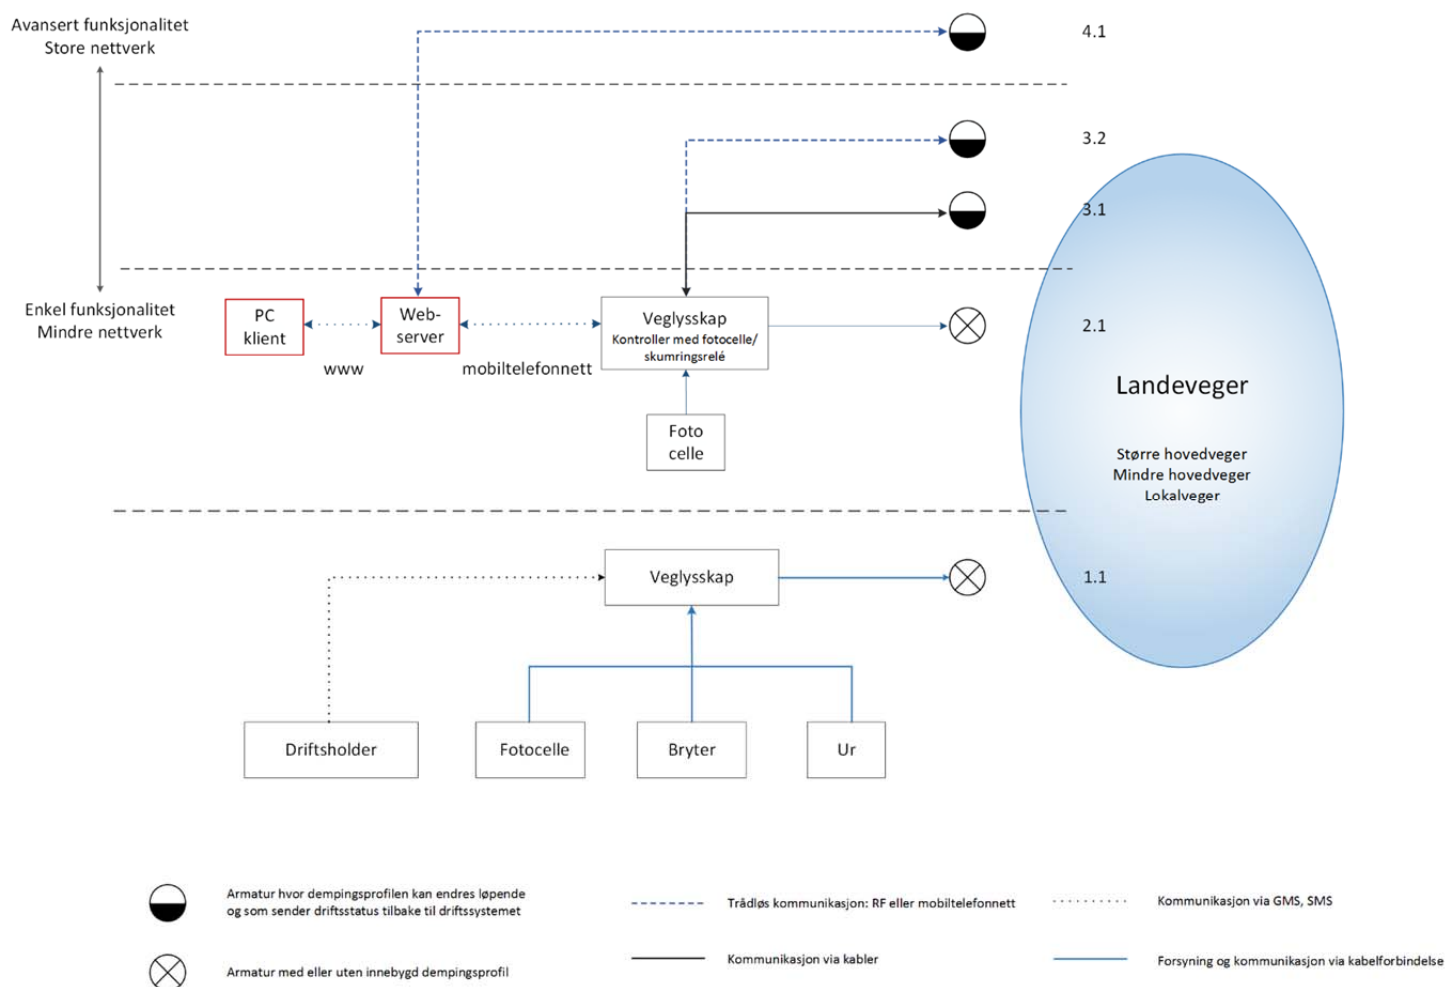 Avansert funksjonalitet
Store nettverk
4.1
3.2
3.1
Enkel funksjonalitet
Mindre nettverk
PC
klient
www
Web-
server
mobiltelefonnett
Veglysskap
Kontroller med fotocelle/
skumringsrelé
2.1
Foto
celle
Landeveger
Større hovedveger
Mindre hovedveger
Lokalveger
Veglysskap
1.1
Driftsholder
Fotocelle
Bryter
Ur
Armatur hvor dempingsprofilen kan endres løpende
og som sender driftsstatus tilbake til driftssystemet
Trådløs kommunikasjon: RF eller mobiltelefonnett
Kommunikasjon via GMS, SMS
Armatur med eller uten innebygd dempingsprofil
Kommunikasjon via kabler
Forsyning og kommunikasjon via kabelforbindelse